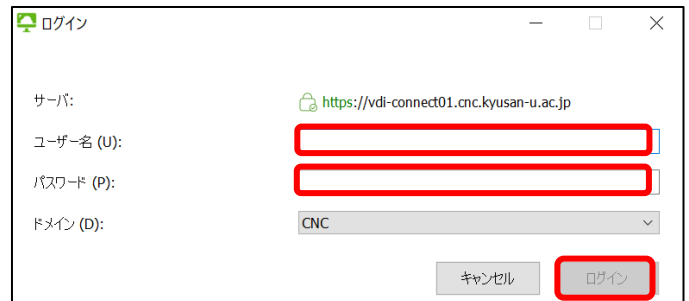 ログイン
サーバ: https://vdi-connect01.cnc.kyusan-u.ac.jp
ユーザー名 (U):
パスワード (P):
ドメイン (D): CNC
キャンセル ログイン